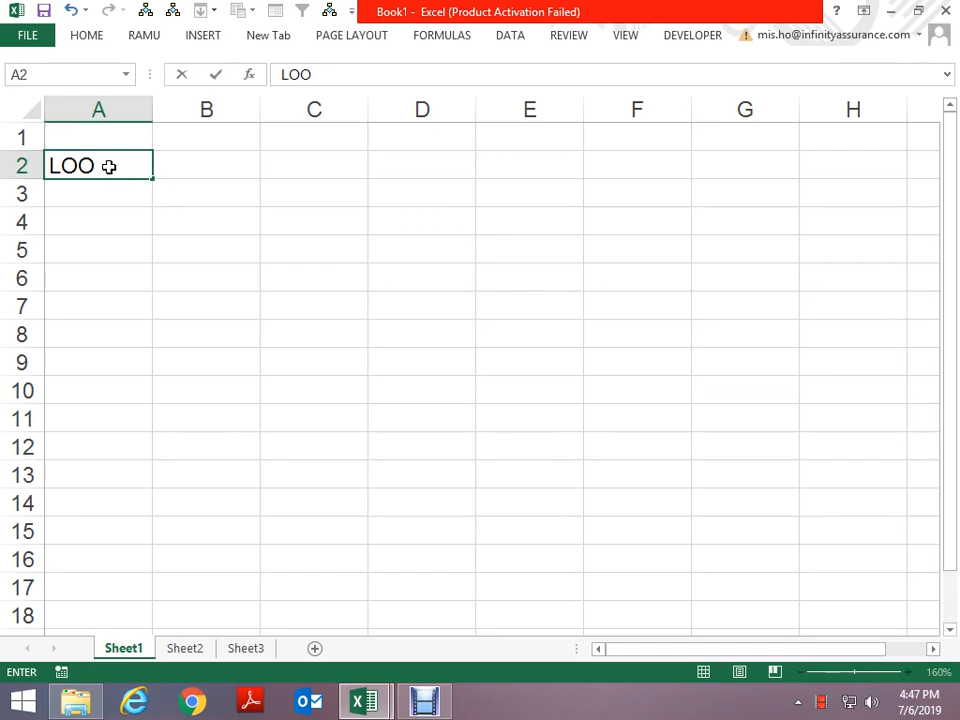 Book1 - Excel (Product Activation Failed)
?
FILE HOME RAMU INSERT New Tab PAGE LAYOUT FORMULAS DATA REVIEW VIEW DEVELOPER mis.ho@infinityassurance.com
A2 fx LOO
A B C D E F G H
1
2 LOO
3
4
5
6
7
8
9
10
11
12
13
14
15
16
17
18
Sheet1 Sheet2 Sheet3
ENTER 160%
4:47 PM
7/6/2019